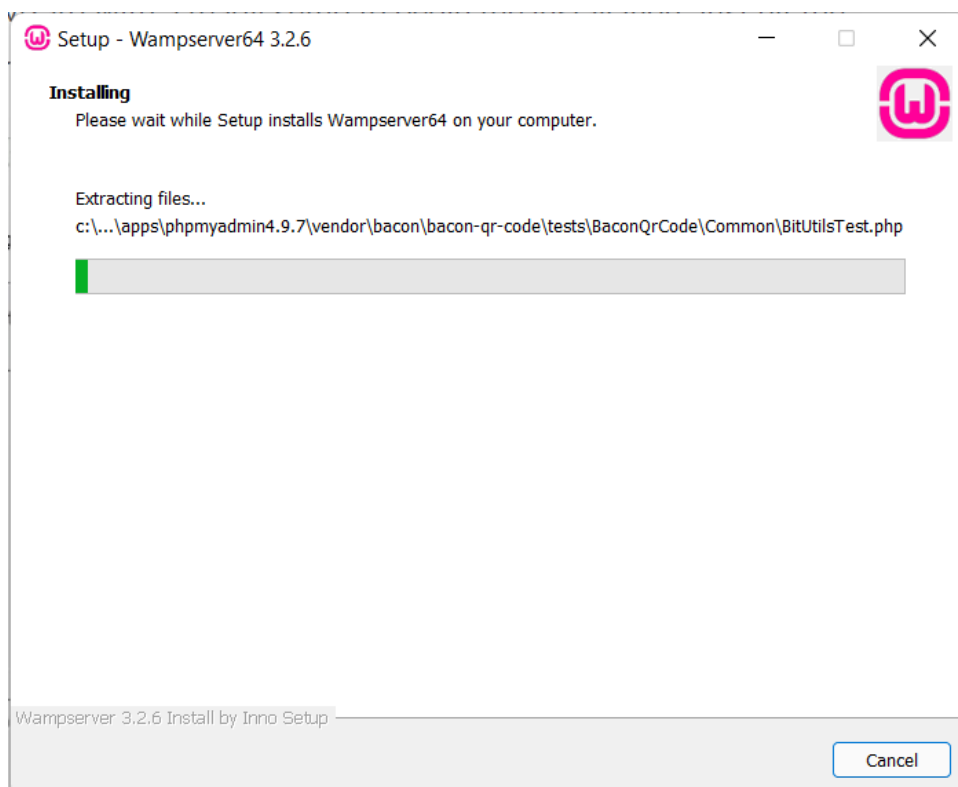 Setup - Wampserver64 3.2.6
Installing
Please wait while Setup installs Wampserver64 on your computer.
Extracting files...
c:\...\apps\phpmyadmin4.9.7\vendor\bacon\bacon-qr-code\tests\BaconQrCode\Common\BitUtilsTest.php
Wampserver 3.2.6 Install by Inno Setup
Cancel